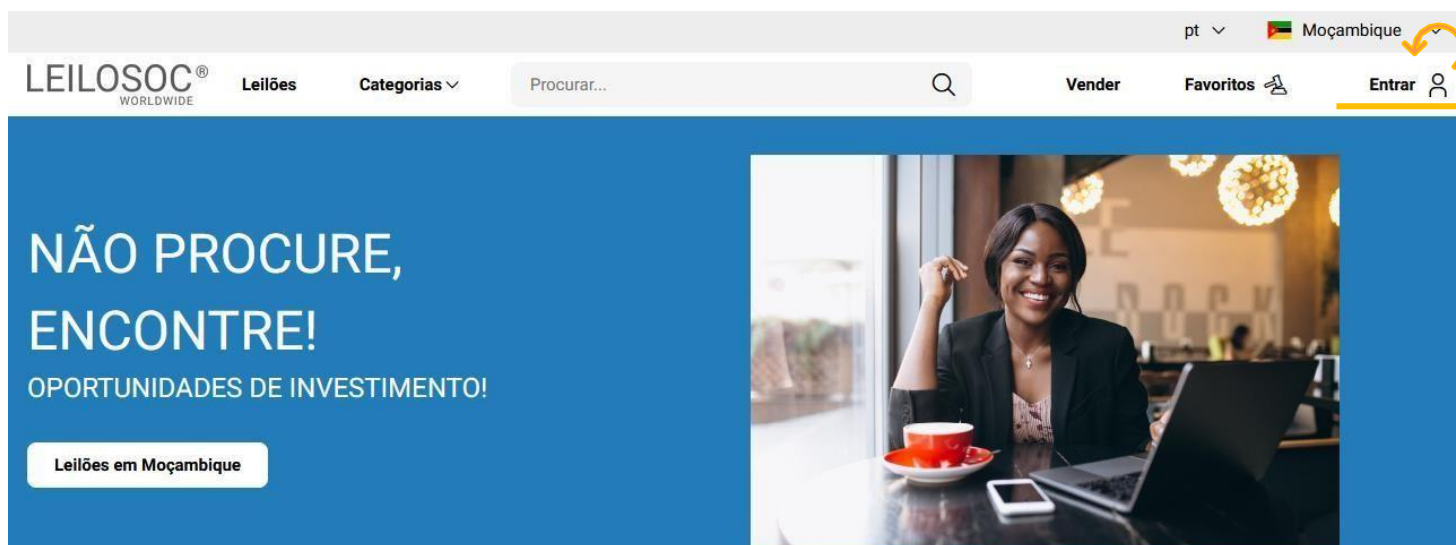 pt Moçambique
LEILOSOC®
WORLDWIDE
Leilões Categorias Procurar... Vender Favoritos Entrar
NÃO PROCURE,
ENCONTRE!
OPORTUNIDADES DE INVESTIMENTO!
Leilões em Moçambique